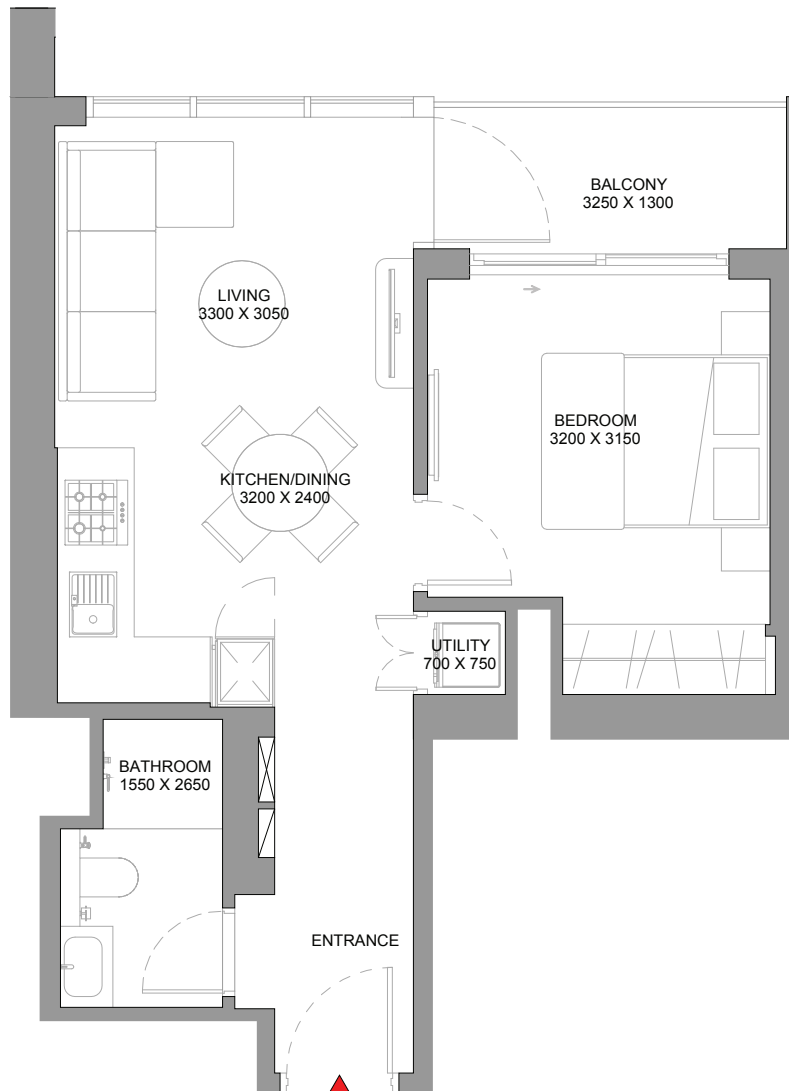 BALCONY
3250 X 1300
LIVING
3300 X 3050
BEDROOM
3200 X 3150
KITCHEN/DINING
3200 X 2400
UTILITY
700 X 750
BATHROOM
1550 X 2650
ENTRANCE